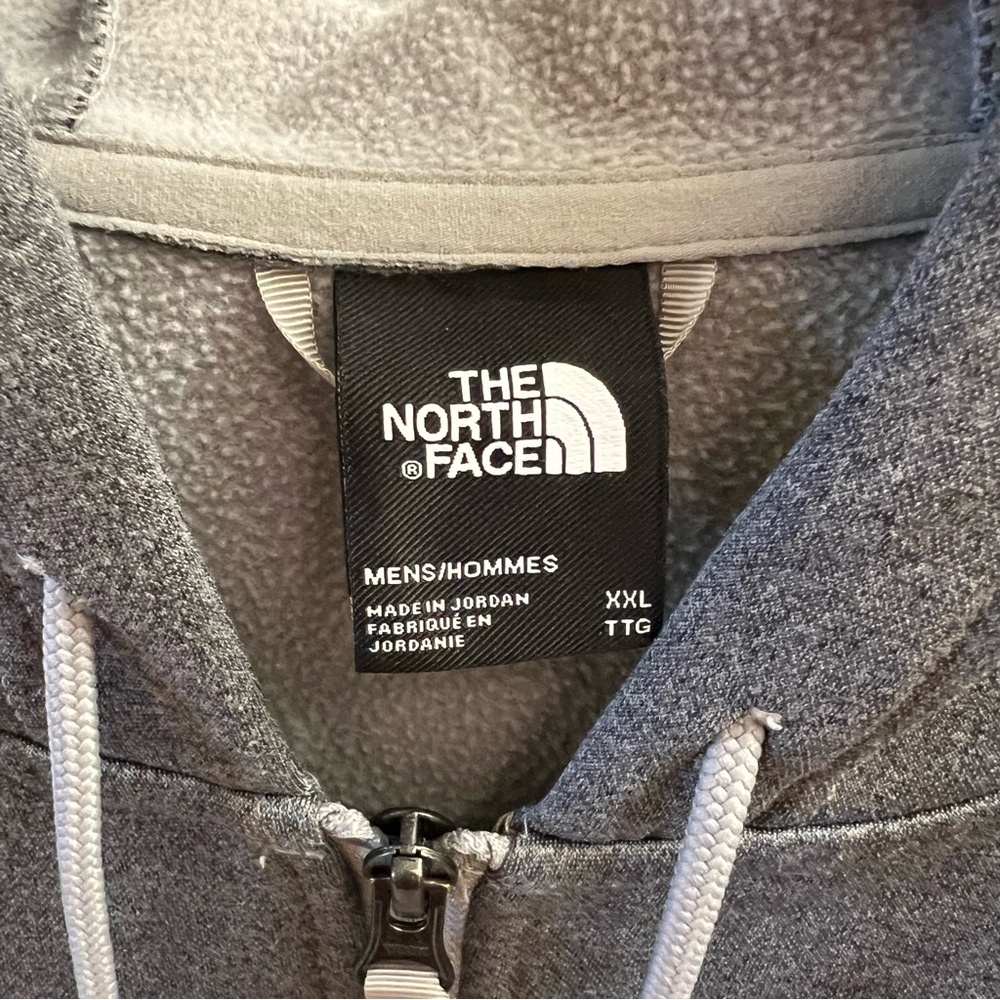 THE
NORTH
® FACE
MENS/HOMMES
MADE IN JORDAN XXL
FABRIQUÉ EN TTG
JORDANIE